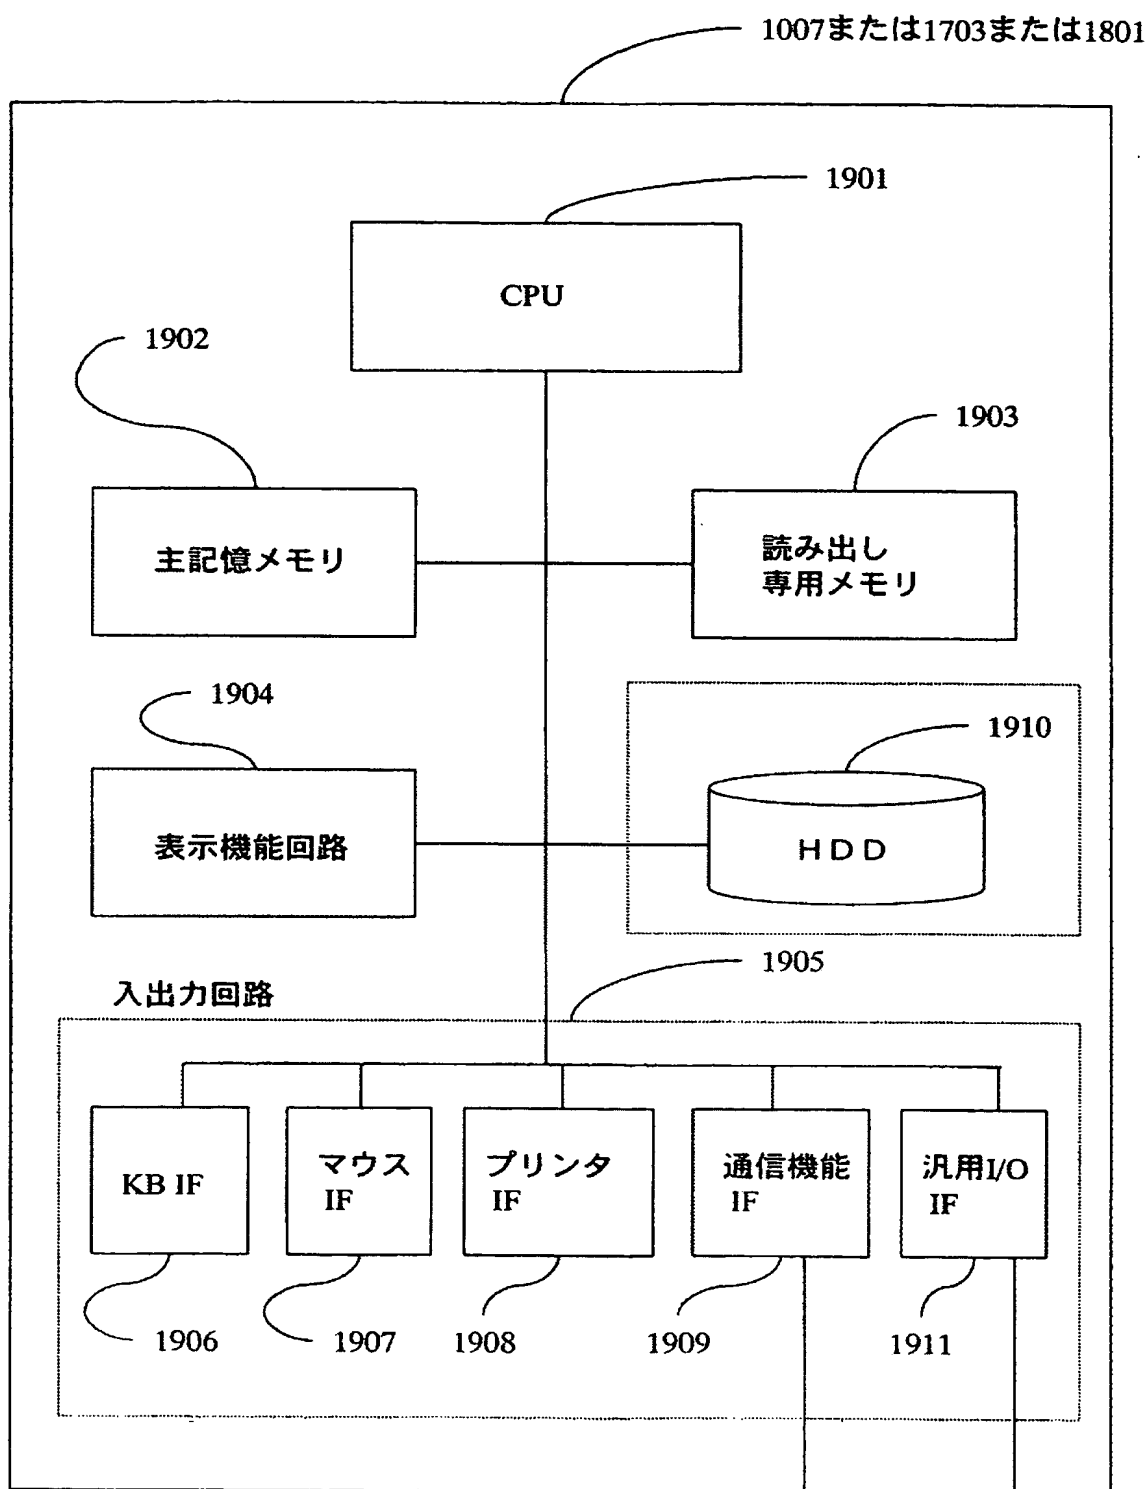 1007または1703または1801
1901
CPU
1902
1903
主記憶メモリ
読み出し
専用メモリ
1904
1910
表示機能回路
HDD
1905
入出力回路
KB IF
マウス
IF
プリンタ
IF
通信機能
IF
汎用I/O
IF
1906
1907
1908
1909
1911